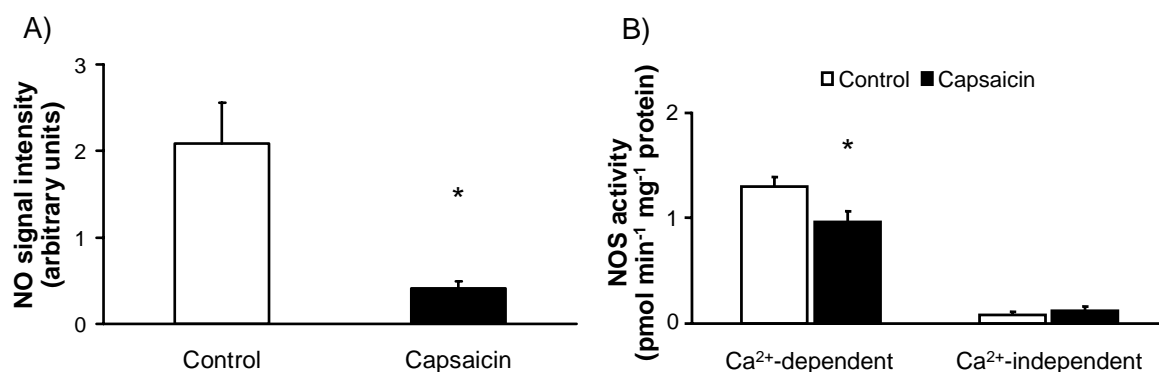 A)
NO signal intensity
(arbitrary units)
3
2
1
0
*
Control
Capsaicin
B)
Control
Capsaicin
NOS activity
(pmol min⁻¹ mg⁻¹ protein)
2
1
0
*
Ca²⁺-dependent
Ca²⁺-independent